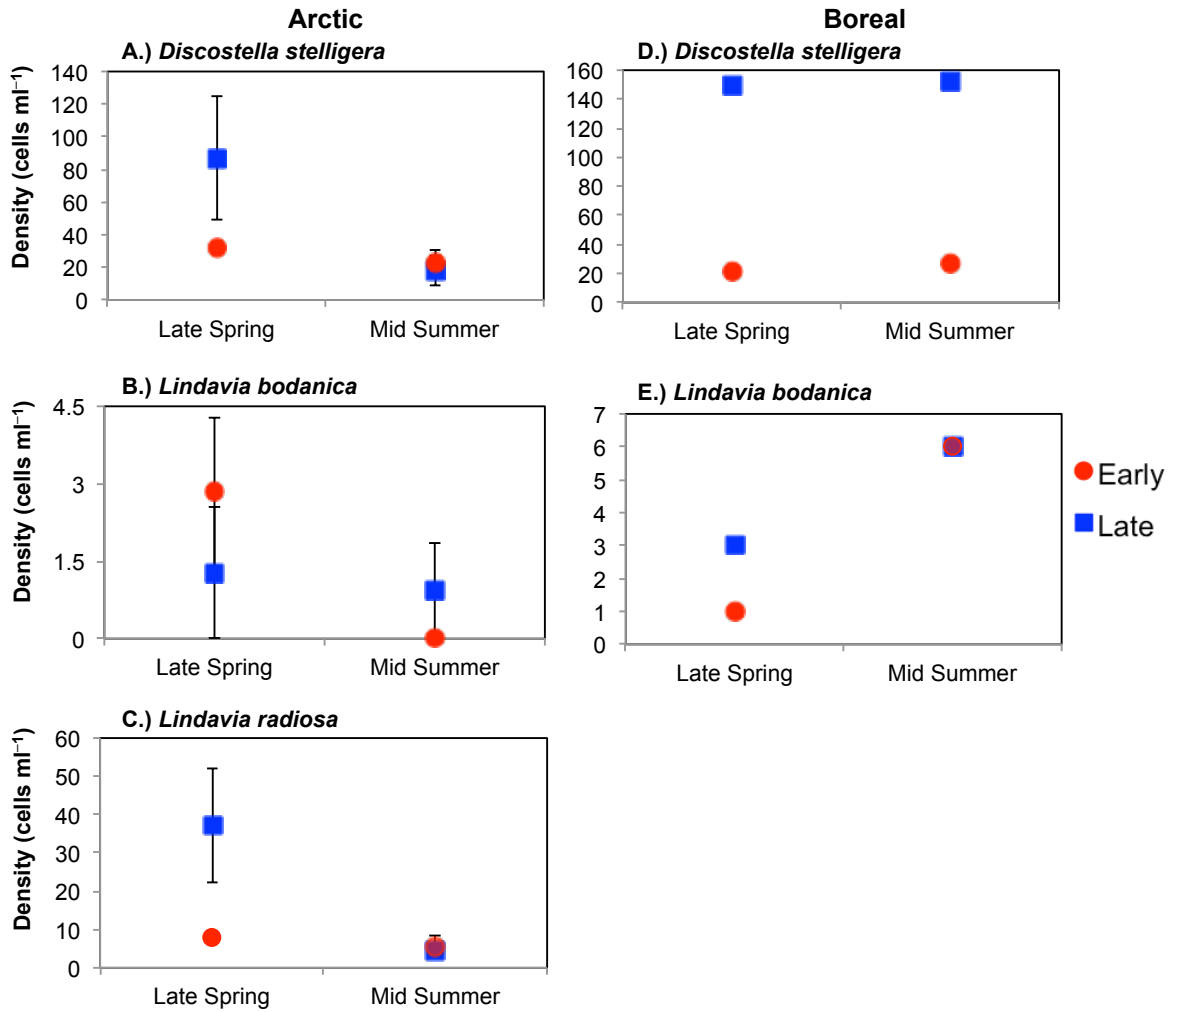 Arctic
Boreal
A.) Discostella stelligera
Density (cells ml⁻¹)
140
120
100
80
60
40
20
0
Late Spring Mid Summer
D.) Discostella stelligera
160
140
120
100
80
60
40
20
0
Late Spring Mid Summer
B.) Lindavia bodanica
Density (cells ml⁻¹)
4.5
3
1.5
0
Late Spring Mid Summer
E.) Lindavia bodanica
7
6
5
4
3
2
1
0
Late Spring Mid Summer
Early
Late
C.) Lindavia radiosa
Density (cells ml⁻¹)
60
50
40
30
20
10
0
Late Spring Mid Summer